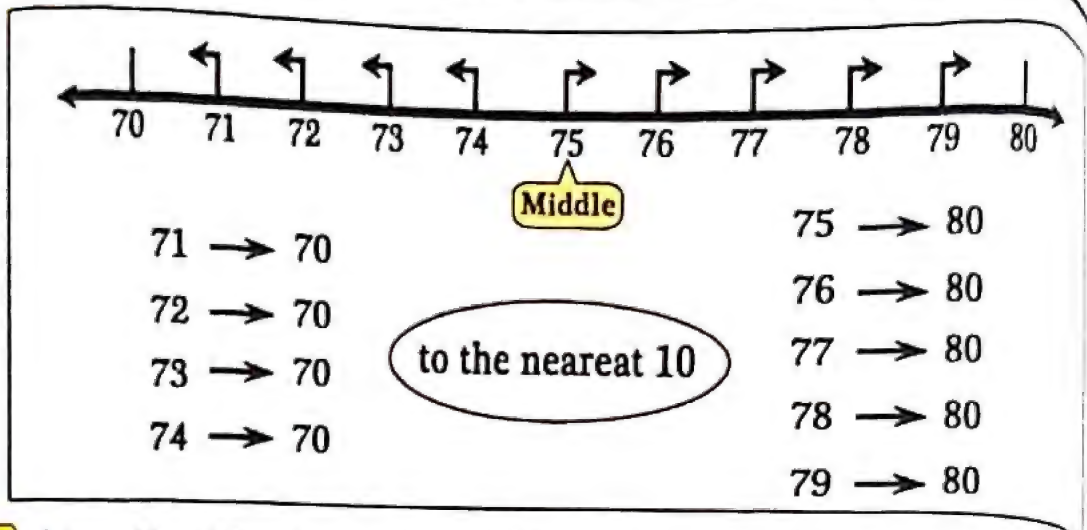 70 71 72 73 74 75 76 77 78 79 80
Middle
71 → 70
72 → 70
73 → 70
74 → 70
to the neareat 10
75 → 80
76 → 80
77 → 80
78 → 80
79 → 80